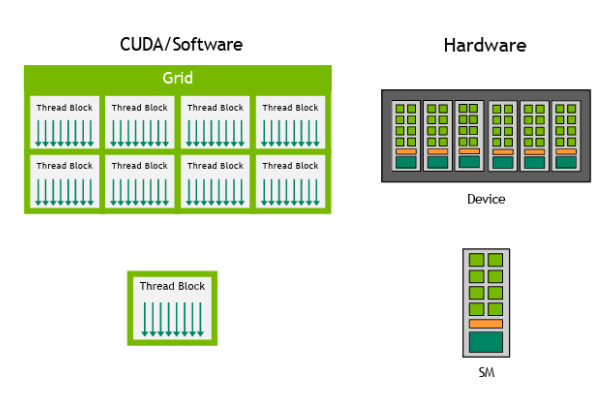 CUDA/Software
Hardware
Grid
Thread Block Thread Block Thread Block Thread Block
Thread Block Thread Block Thread Block Thread Block
Device
Thread Block
SM